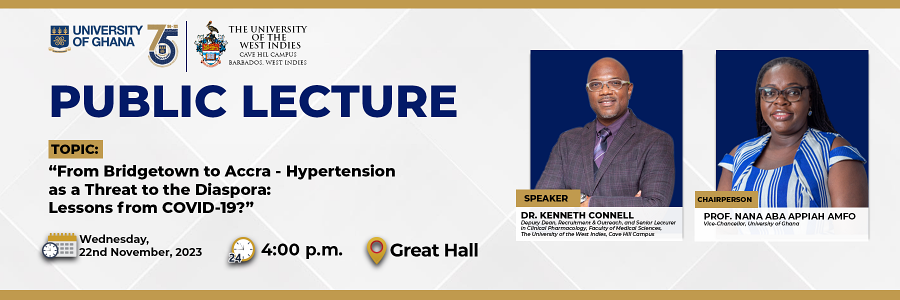 UNIVERSITY
OF GHANA
75
THE UNIVERSITY
OF THE
WEST INDIES
CAVE HILL CAMPUS
BARBADOS, WEST INDIES
PUBLIC LECTURE
TOPIC:
“From Bridgetown to Accra - Hypertension
as a Threat to the Diaspora:
Lessons from COVID-19?”
Wednesday,
22nd November, 2023
24
4:00 p.m.
Great Hall
SPEAKER
DR. KENNETH CONNELL
Deputy Dean, Recruitment & Outreach, and Senior Lecturer
in Clinical Pharmacology, Faculty of Medical Sciences,
The University of the West Indies, Cave Hill Campus
CHAIRPERSON
PROF. NANA ABA APPIAH AMFO
Vice-Chancellor, University of Ghana